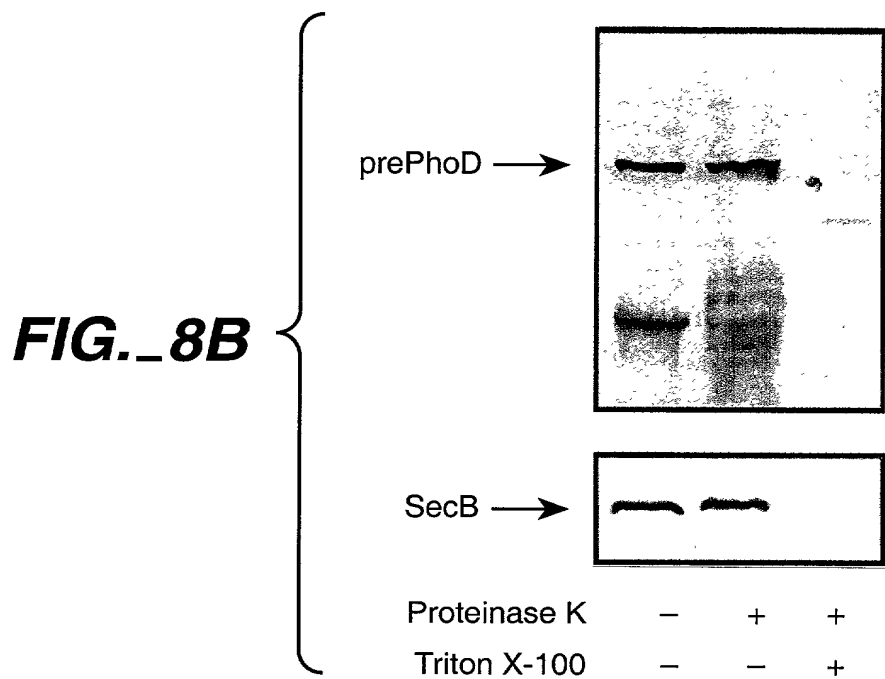 prePhoD
FIG._8B
SecB
Proteinase K − + +
Triton X-100 − − +